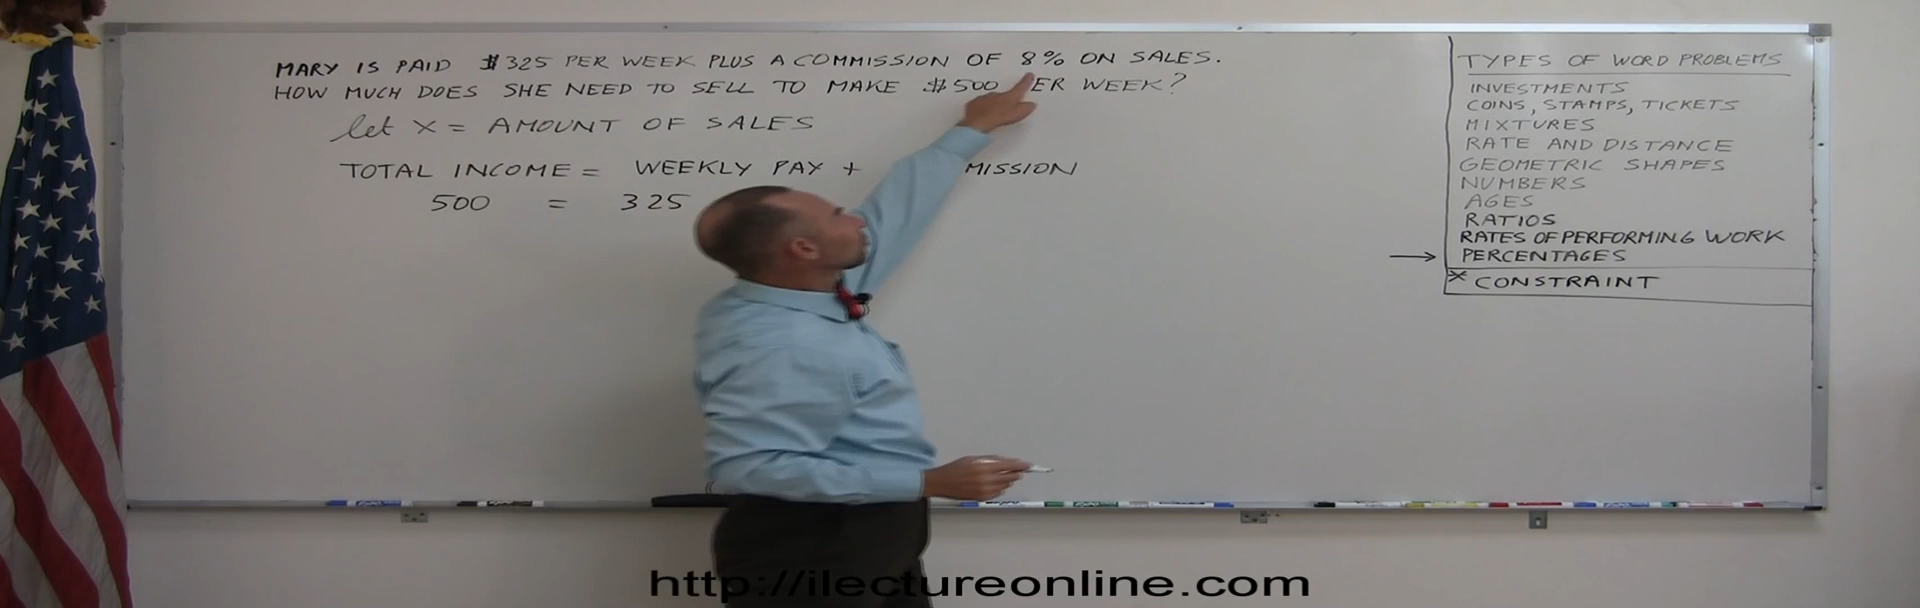 MARY IS PAID $325 PER WEEK PLUS A COMMISSION OF 8% ON SALES.
HOW MUCH DOES SHE NEED TO SELL TO MAKE $500 ER WEEK?
let x = AMOUNT OF SALES
TOTAL INCOME = WEEKLY PAY + MISSION
500 = 325
TYPES OF WORD PROBLEMS
INVESTMENTS
COINS, STAMPS, TICKETS
MIXTURES
RATE AND DISTANCE
GEOMETRIC SHAPES
NUMBERS
AGES
RATIOS
RATES OF PERFORMING WORK
→ PERCENTAGES
* CONSTRAINT
http://ilectureonline.com